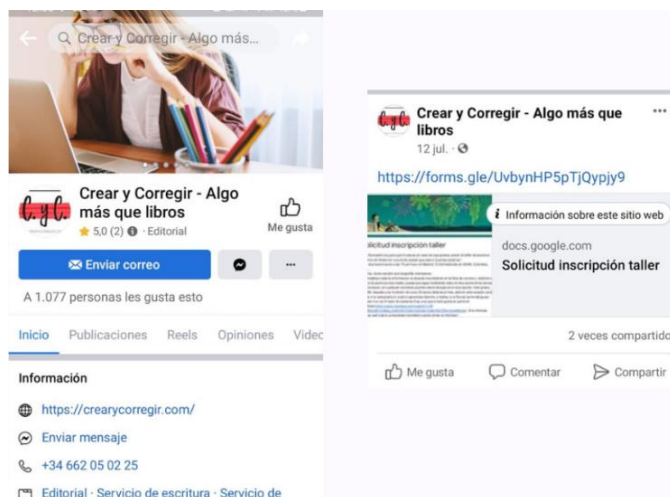 Crear y Corregir - Algo más...
Crear y Corregir - Algo
más que libros
C.y C.
5,0 (2) · Editorial
Me gusta
Enviar correo
A 1.077 personas les gusta esto
Inicio Publicaciones Reels Opiniones Videc
Información
https://crearycorregir.com/
Enviar mensaje
+34 662 05 02 25
Editorial · Servicio de escritura · Servicio de
C.y C.
Crear y Corregir - Algo más que
libros
12 jul. ·
https://forms.gle/UvbynHP5pTjQypjy9
Información sobre este sitio web
olicitud inscripción taller
docs.google.com
Solicitud inscripción taller
2 veces compartido
Me gusta Comentar Compartir